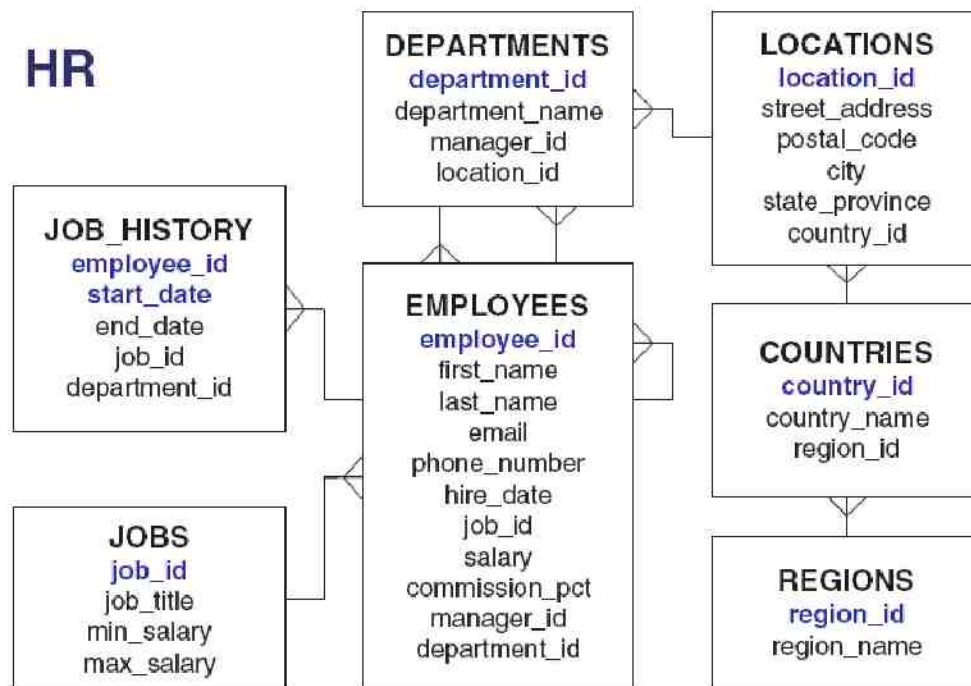 HR
DEPARTMENTS
department_id
department_name
manager_id
location_id
LOCATIONS
location_id
street_address
postal_code
city
state_province
country_id
JOB_HISTORY
employee_id
start_date
end_date
job_id
department_id
EMPLOYEES
employee_id
first_name
last_name
email
phone_number
hire_date
job_id
salary
commission_pct
manager_id
department_id
COUNTRIES
country_id
country_name
region_id
JOBS
job_id
job_title
min_salary
max_salary
REGIONS
region_id
region_name